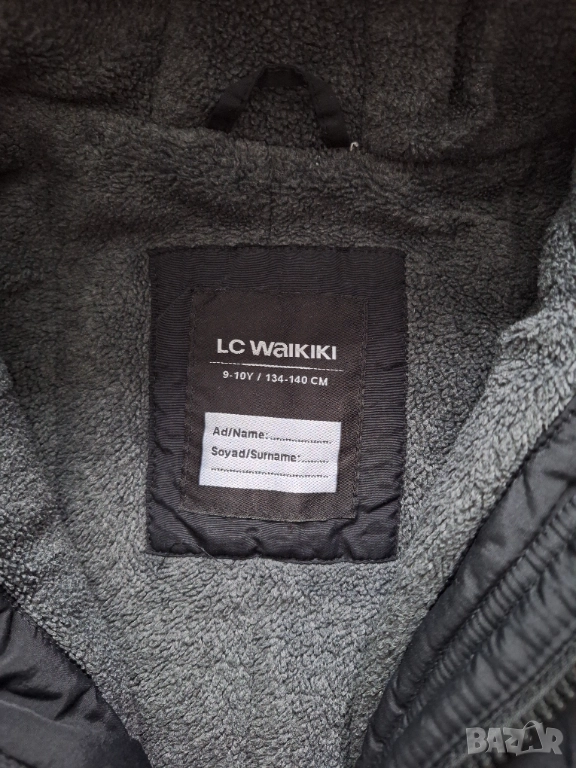 LC WaiKiKi
9-10Y / 134-140 CM
Ad/Name:................
Soyad/Surname:.........
................................
BAZAR